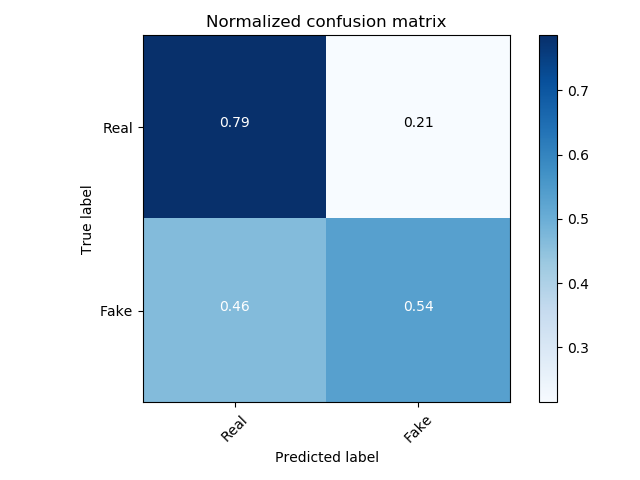 Normalized confusion matrix
True label
Real
0.79
0.21
Fake
0.46
0.54
Real
Fake
Predicted label
0.7
0.6
0.5
0.4
0.3